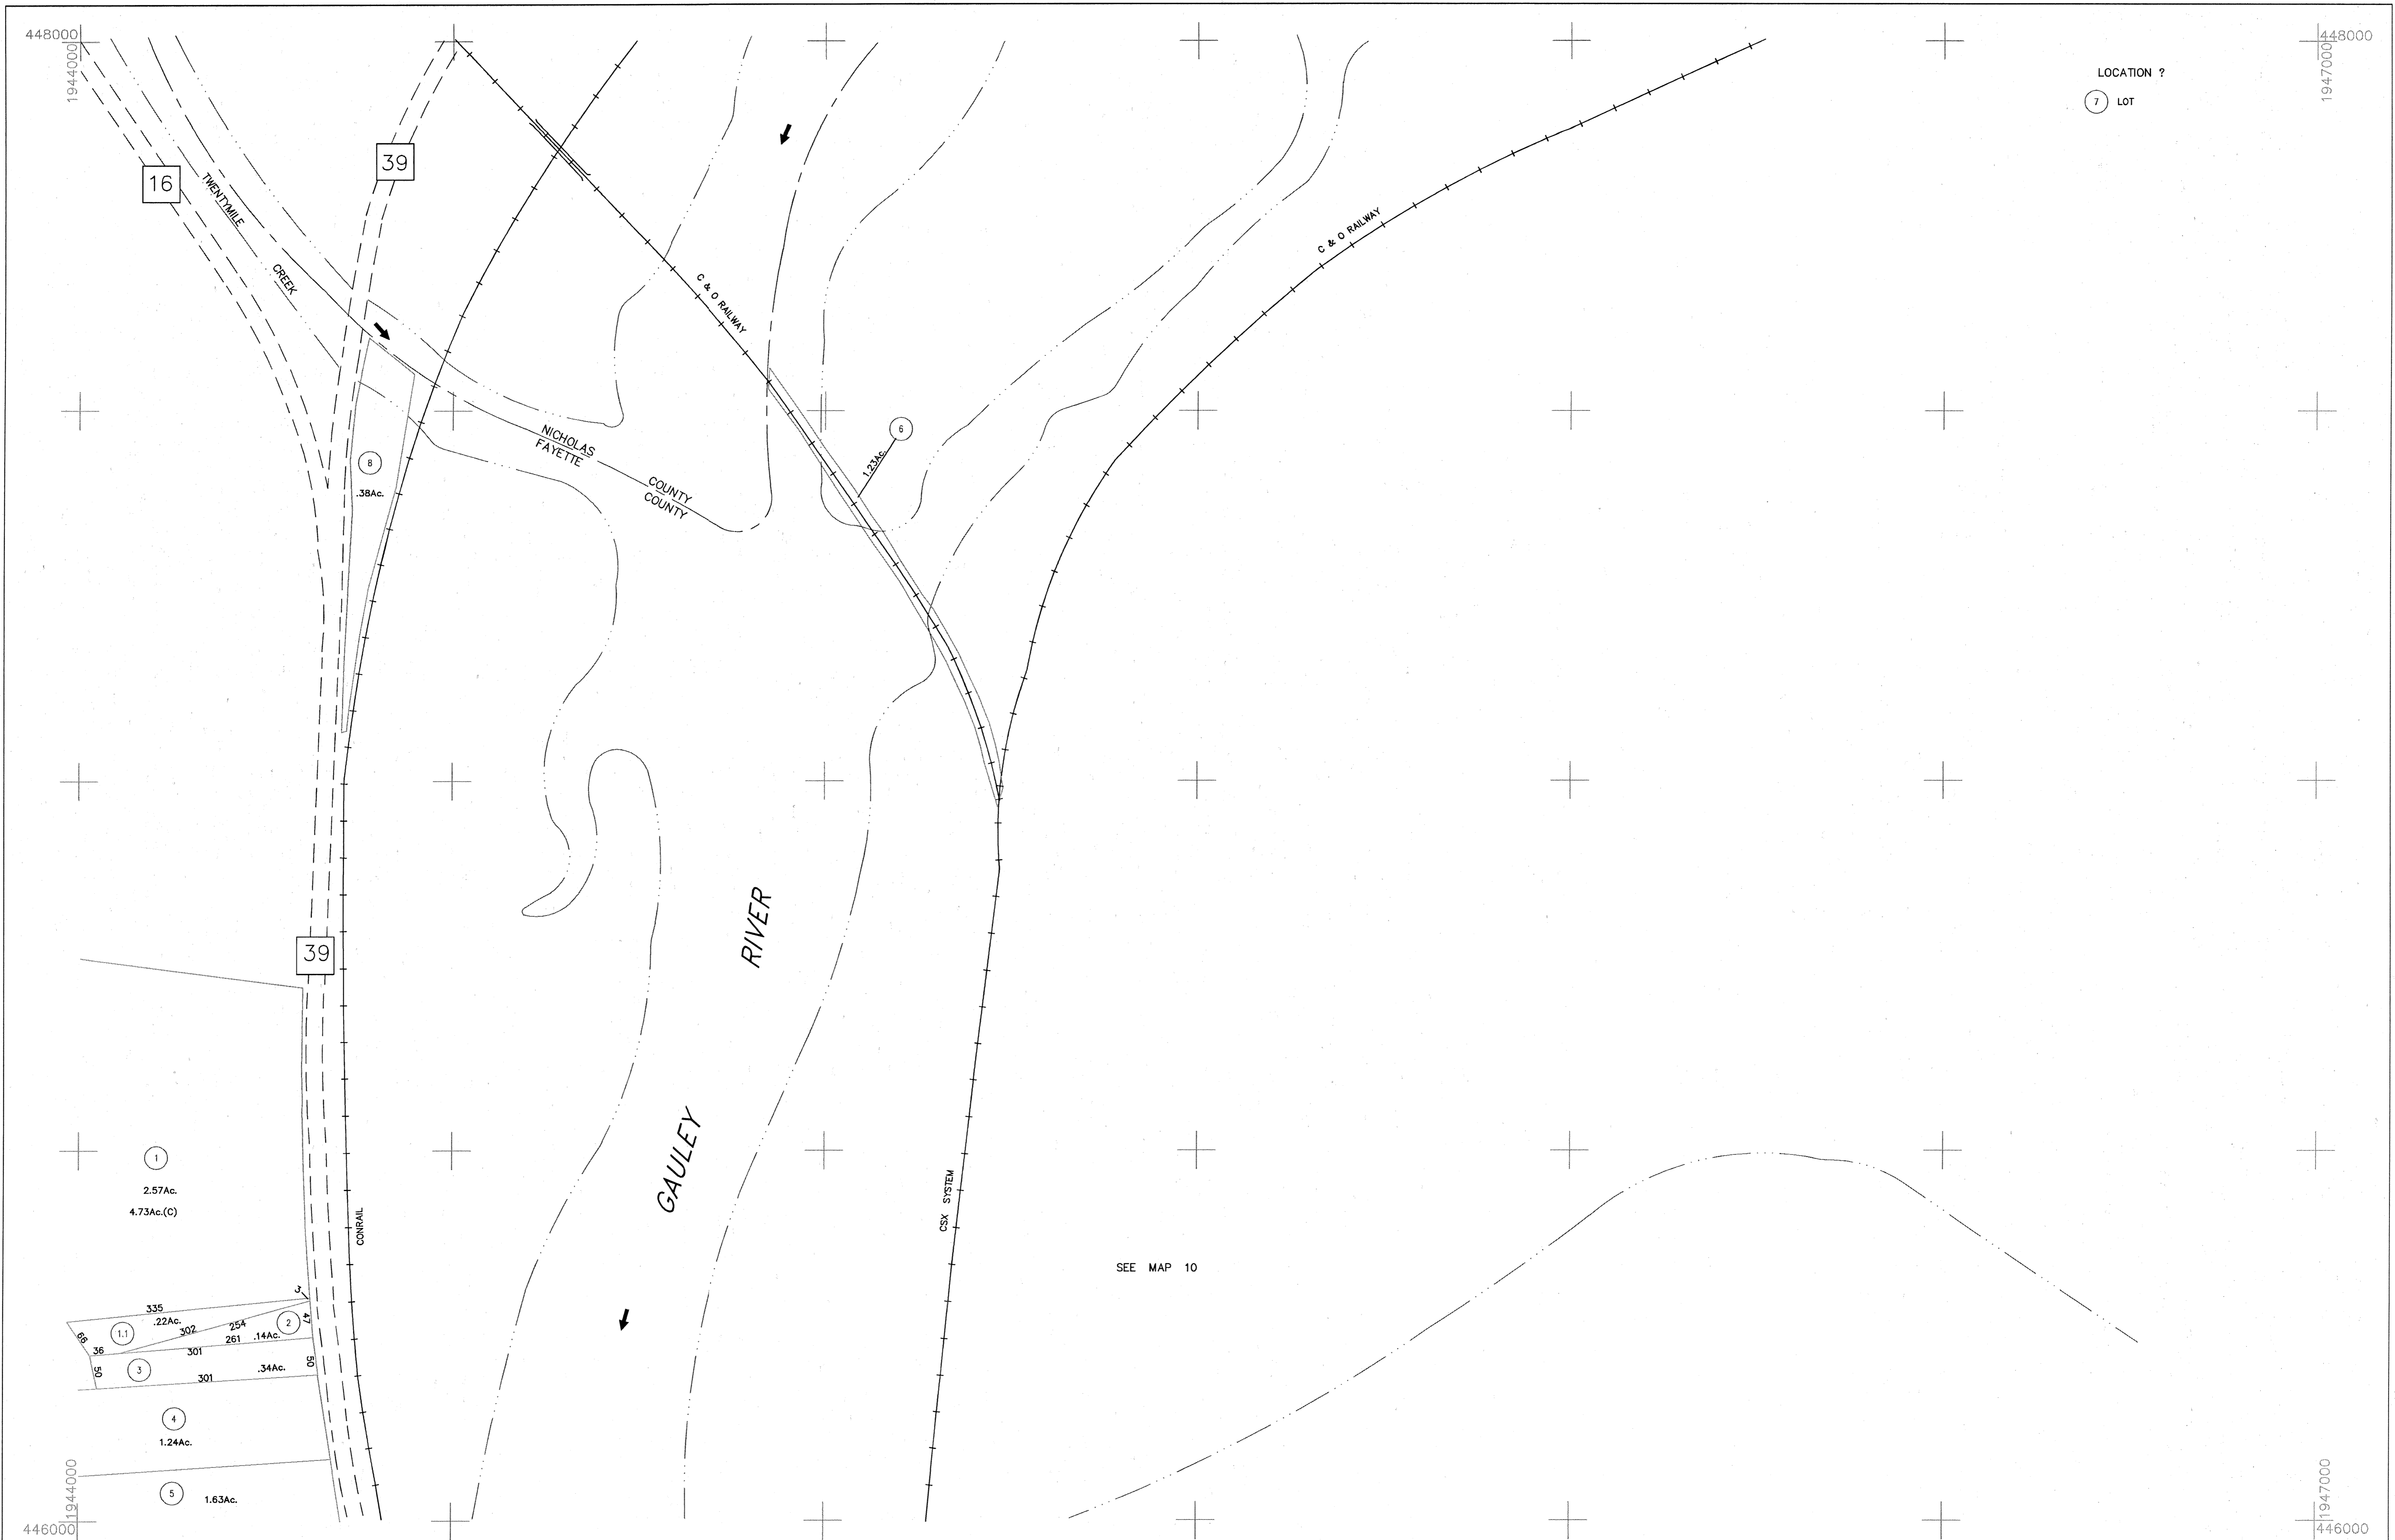 448000
1944000
448000
1947000
LOCATION ?
7 LOT
16
39
TWENTYMILE
CREEK
C & O RAILWAY
C & O RAILWAY
NICHOLAS COUNTY
FAYETTE COUNTY
6
1.23Ac.
8
.38Ac.
39
GAULEY RIVER
CONRAIL
CSX SYSTEM
SEE MAP 10
1
2.57Ac.
4.73Ac.(C)
3
335
.22Ac.
1.1
302
254
2
47
66
.14Ac.
261
36
301
50
3
.34Ac.
50
301
4
1.24Ac.
5
1.63Ac.
1944000
446000
1947000
446000